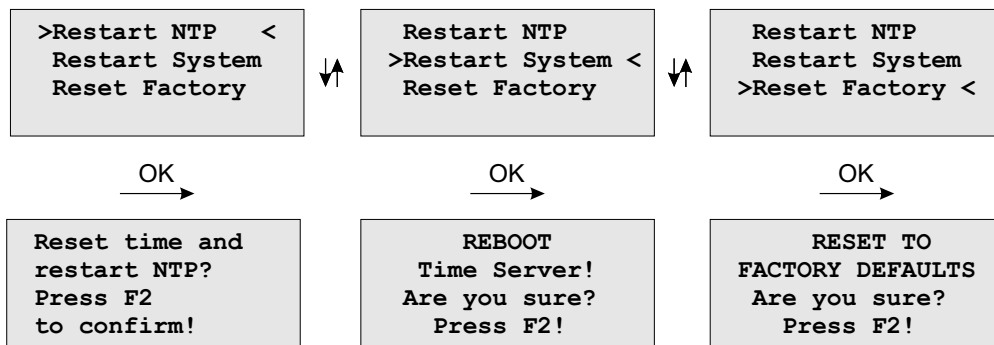 >Restart NTP <
Restart System
Reset Factory
Restart NTP
>Restart System <
Reset Factory
Restart NTP
Restart System
>Reset Factory <
OK
OK
OK
Reset time and
restart NTP?
Press F2
to confirm!
REBOOT
Time Server!
Are you sure?
Press F2!
RESET TO
FACTORY DEFAULTS
Are you sure?
Press F2!